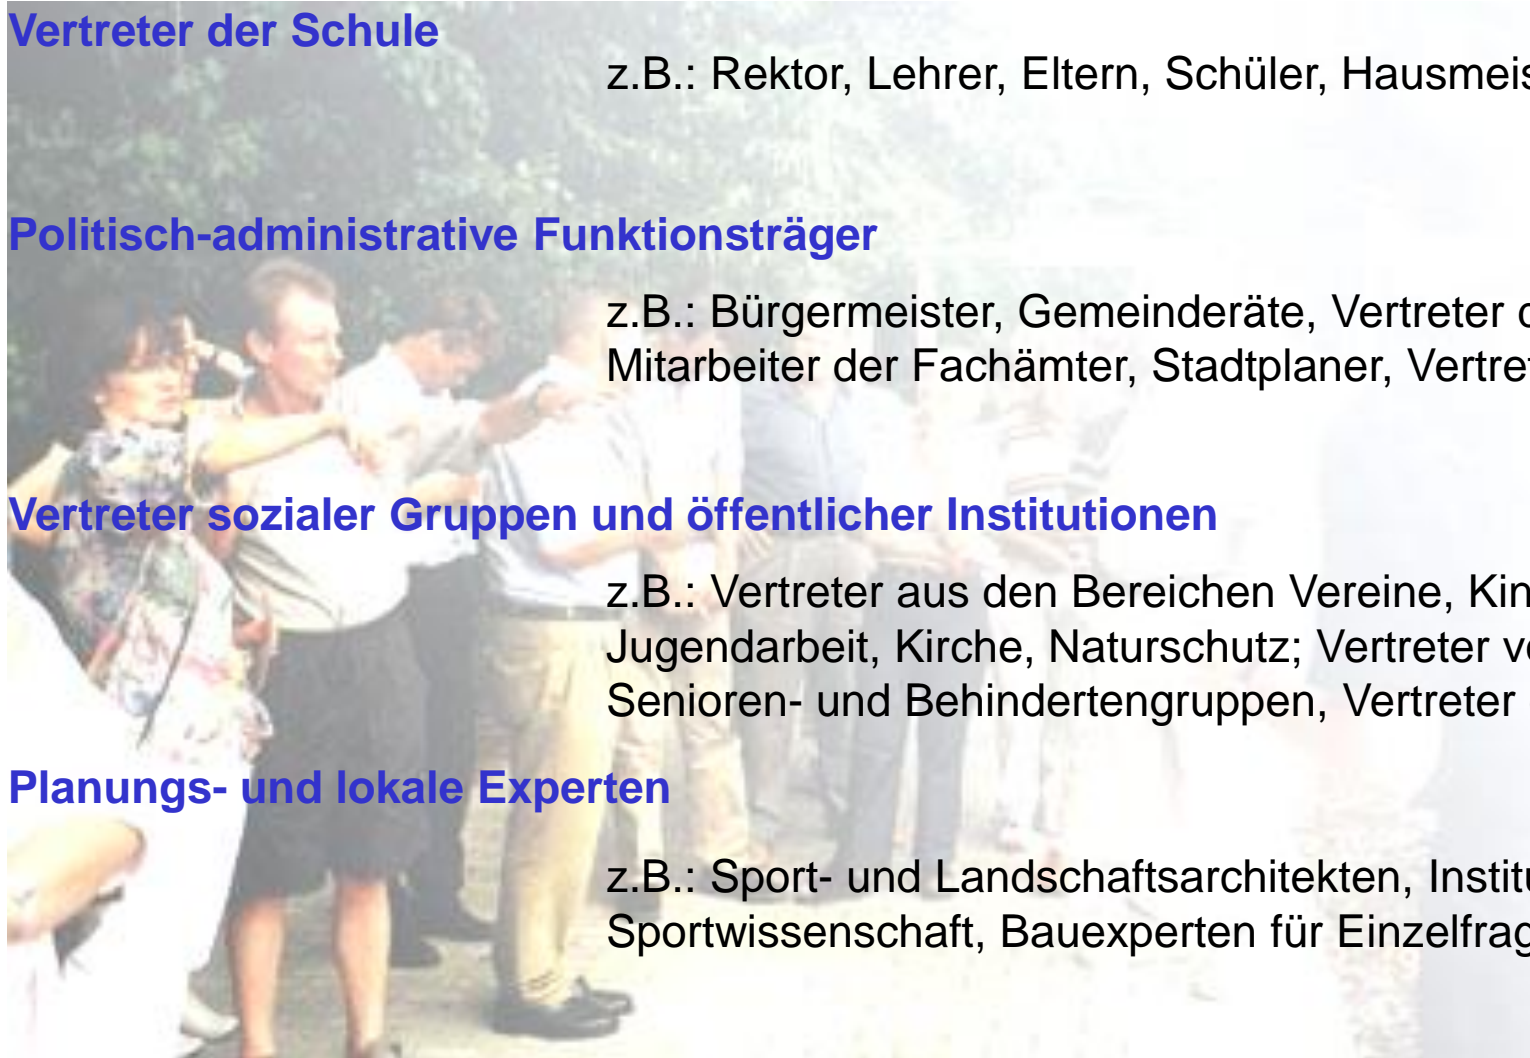 Vertreter der Schule
z.B.: Rektor, Lehrer, Eltern, Schüler,
Politisch-administrative Funktionsträger
z.B.: Bürgermeister, Gemeinderäte, Vertreter
Mitarbeiter der Fachämter, Stadtplaner,
Vertreter sozialer Gruppen und öffentlicher Institutionen
z.B.: Vertreter aus den Bereichen Vereine,
Jugendarbeit, Kirche, Naturschutz; Vertreter
Senioren- und Behindertengruppen, Vertreter
Planungs- und lokale Experten
z.B.: Sport- und Landschaftsarchitekten,
Sportwissenschaft, Bauexperten für